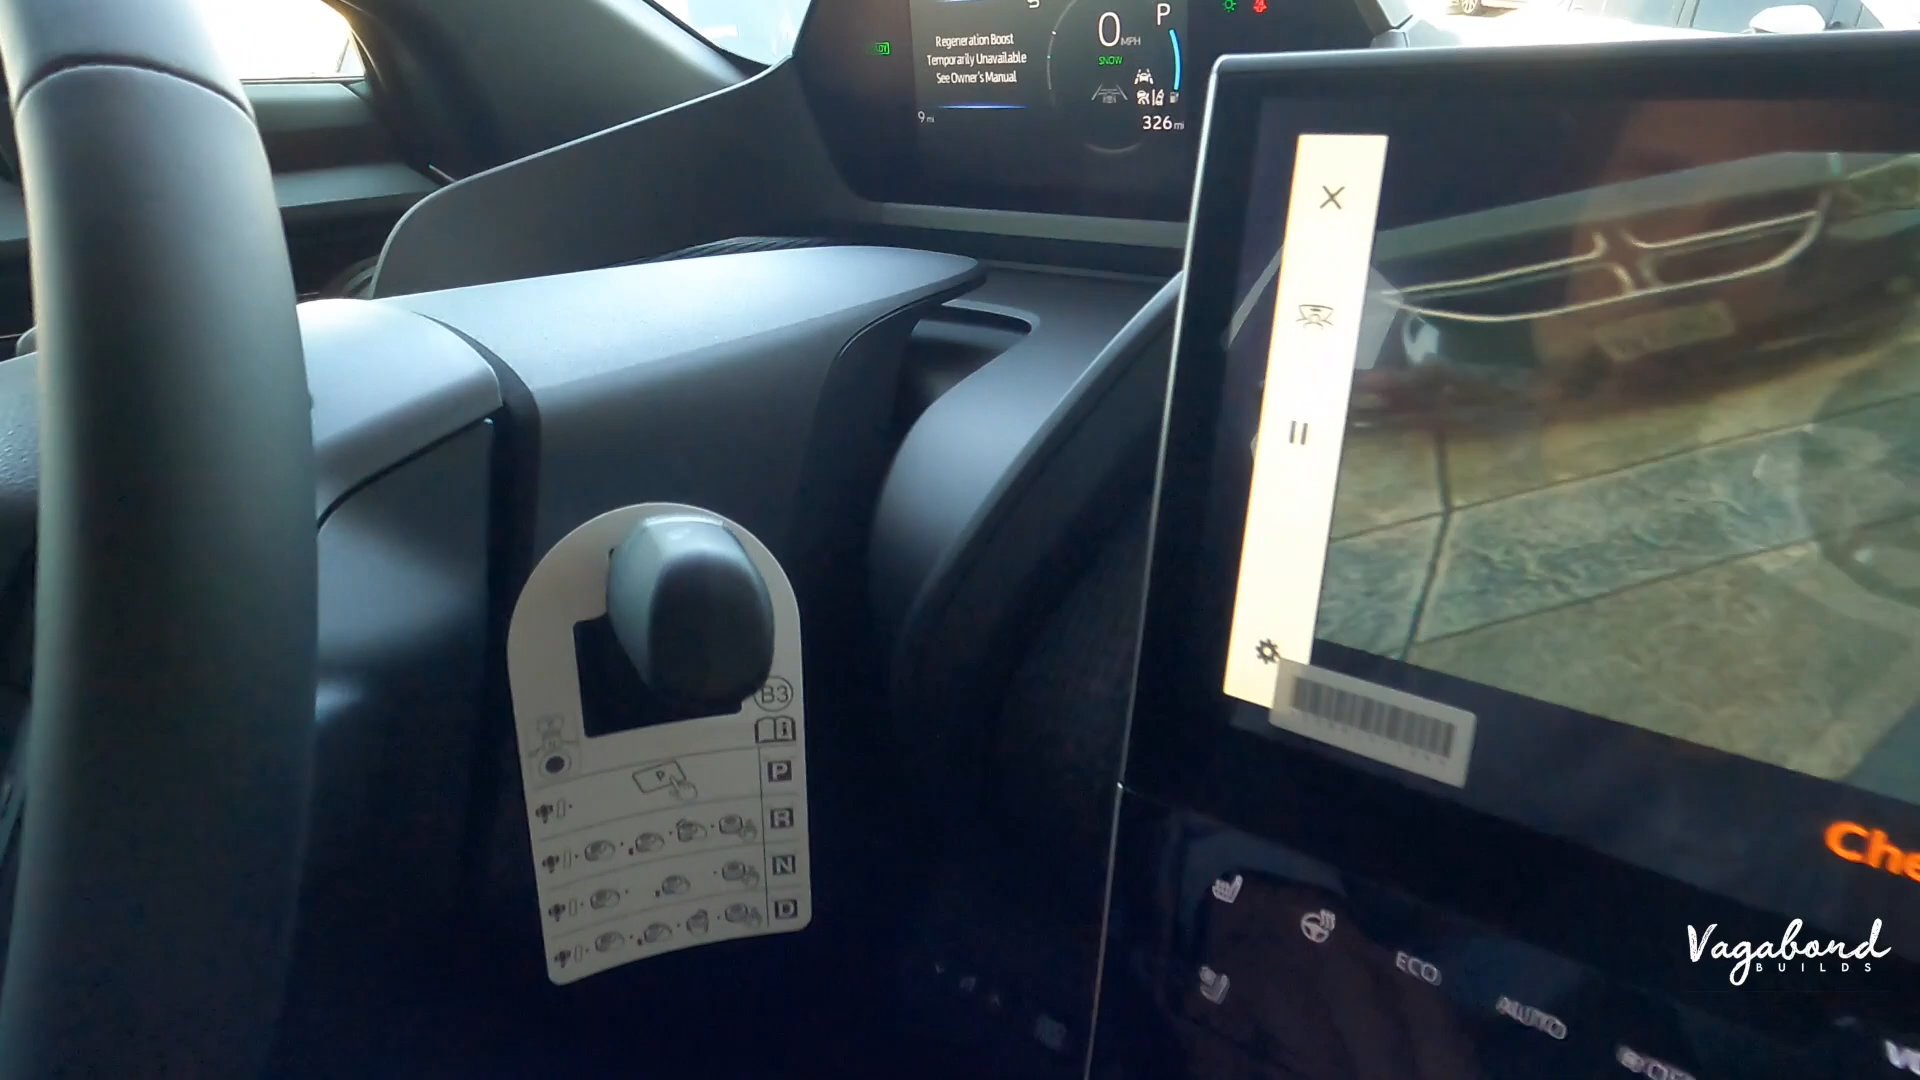 Regeneration Boost
Temporarily Unavailable
See Owner's Manual
9 mi
0 MPH
P
SNOW
326 mi
B3
P
P
R
N
D
Che
ECO
AUTO
Vagabond
BUILDS